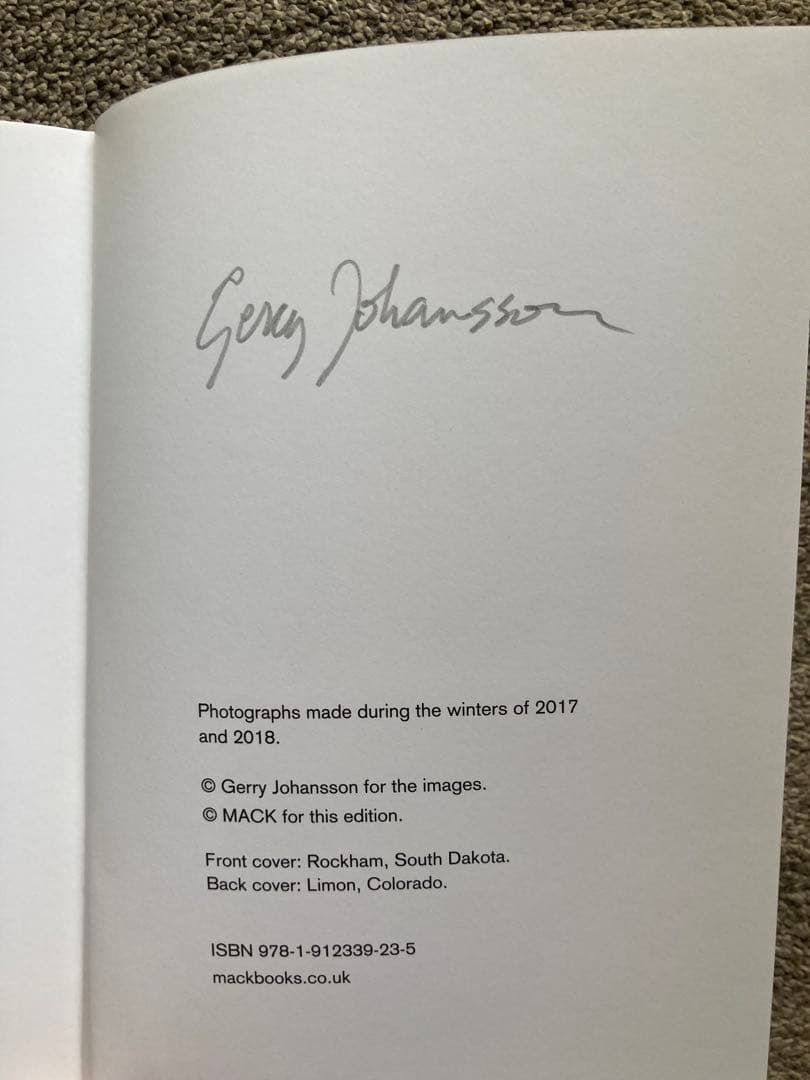 Gerry Johansson
Photographs made during the winters of 2017
and 2018.
© Gerry Johansson for the images.
© MACK for this edition.
Front cover: Rockham, South Dakota.
Back cover: Limon, Colorado.
ISBN 978-1-912339-23-5
mackbooks.co.uk